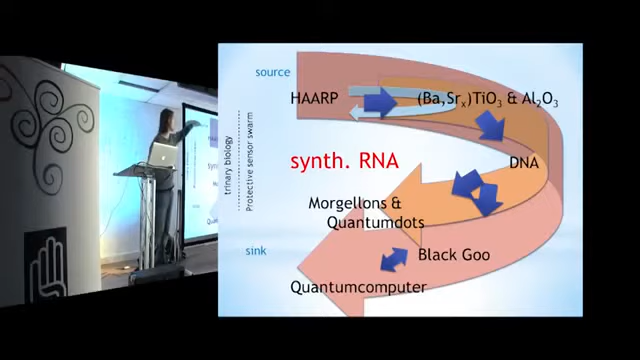 source
HAARP
(Ba,Srₓ)TiO₃ & Al₂O₃
trinary biology
Protective sensor swarm
synth. RNA
DNA
Morgellons &
Quantumdots
sink
Black Goo
Quantumcomputer